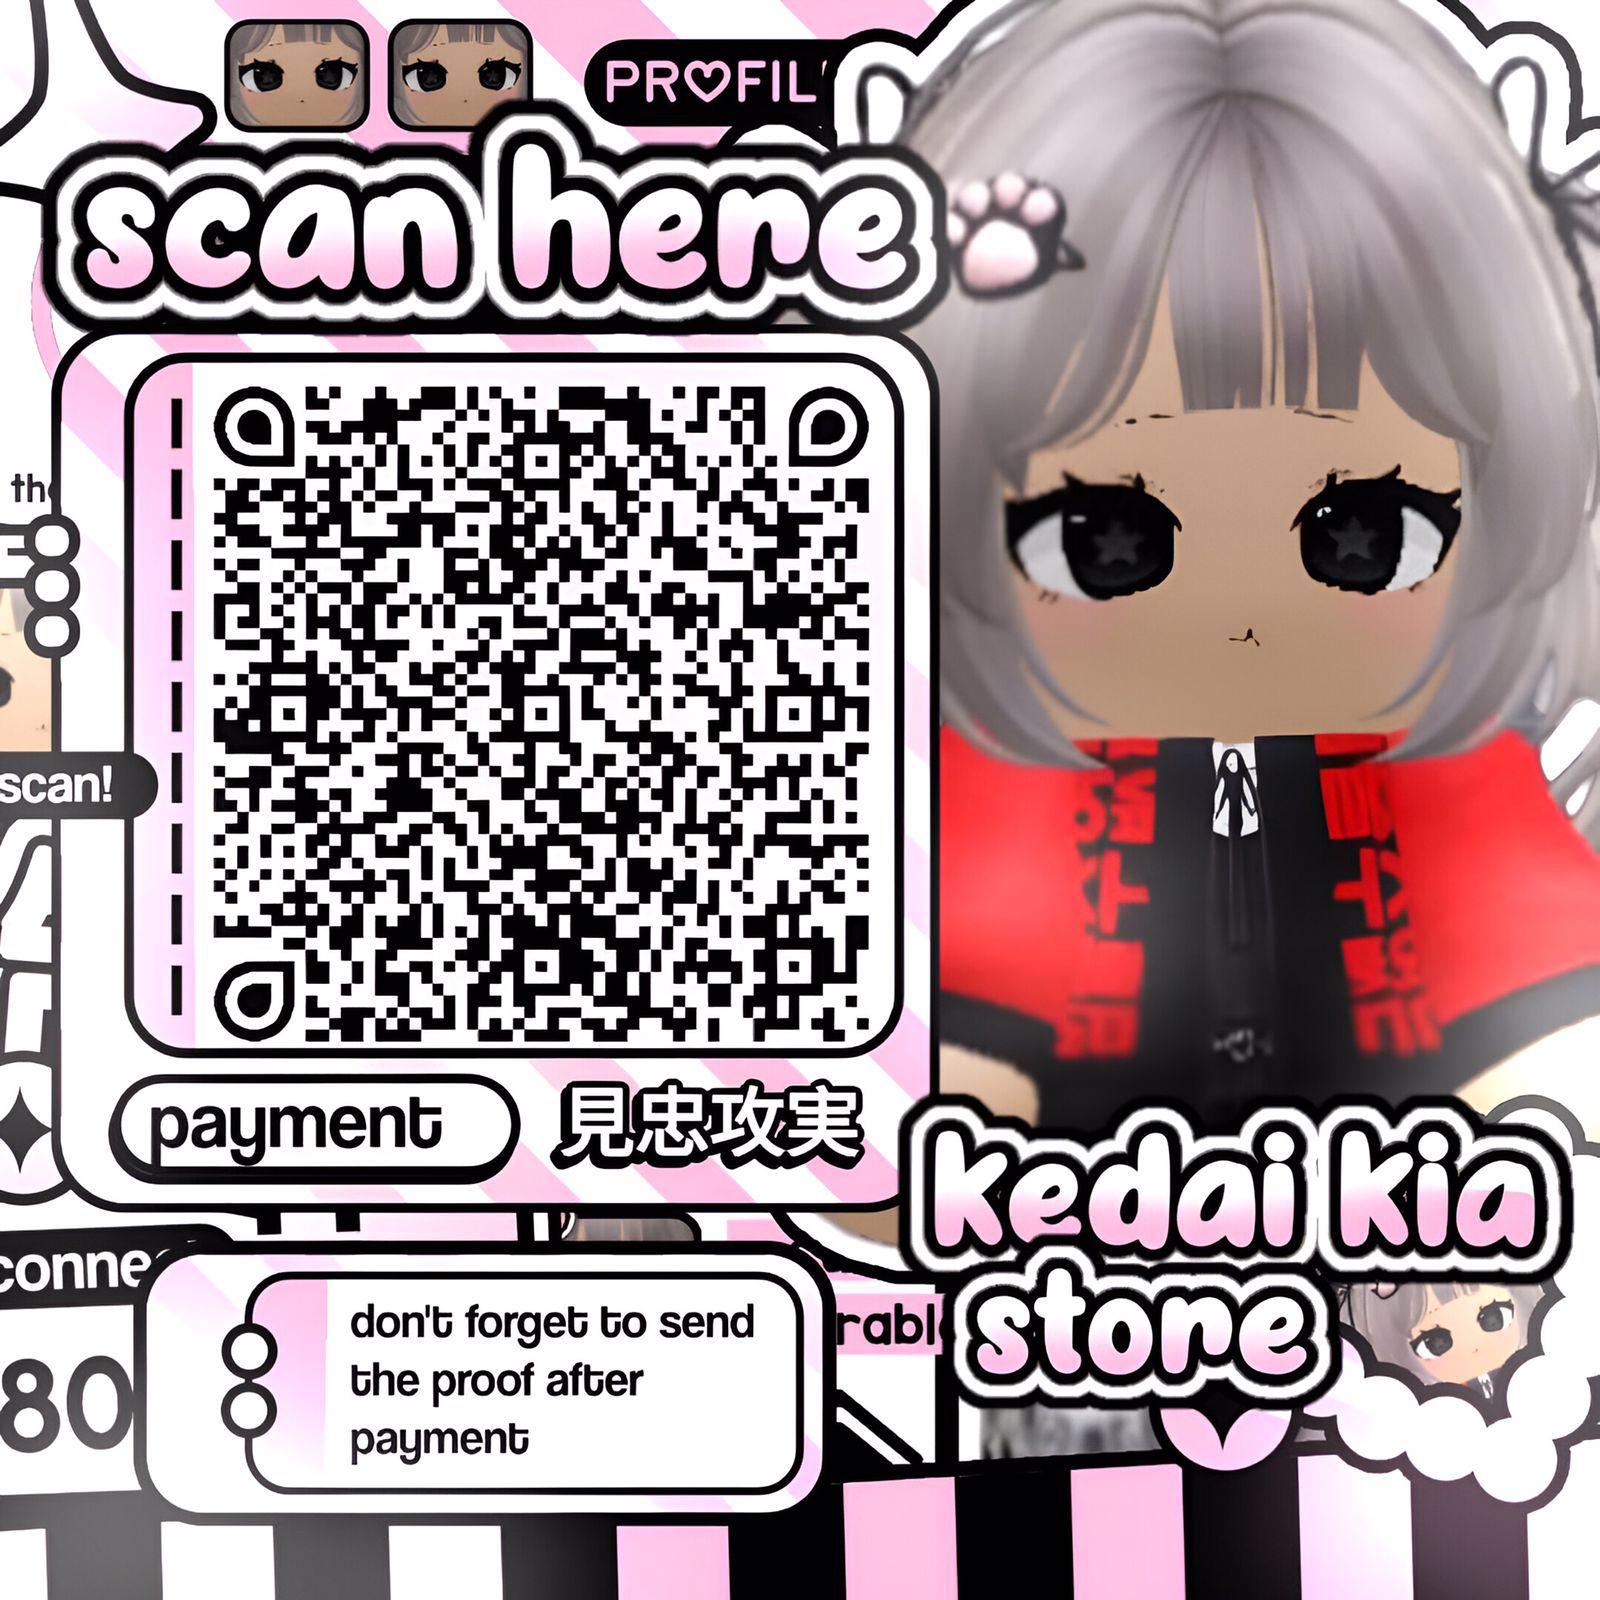 PROFIL
scan here
the
scan!
payment
見忠攻実
kedai kia
store
conne
80
don't forget to send
the proof after
payment
rabl